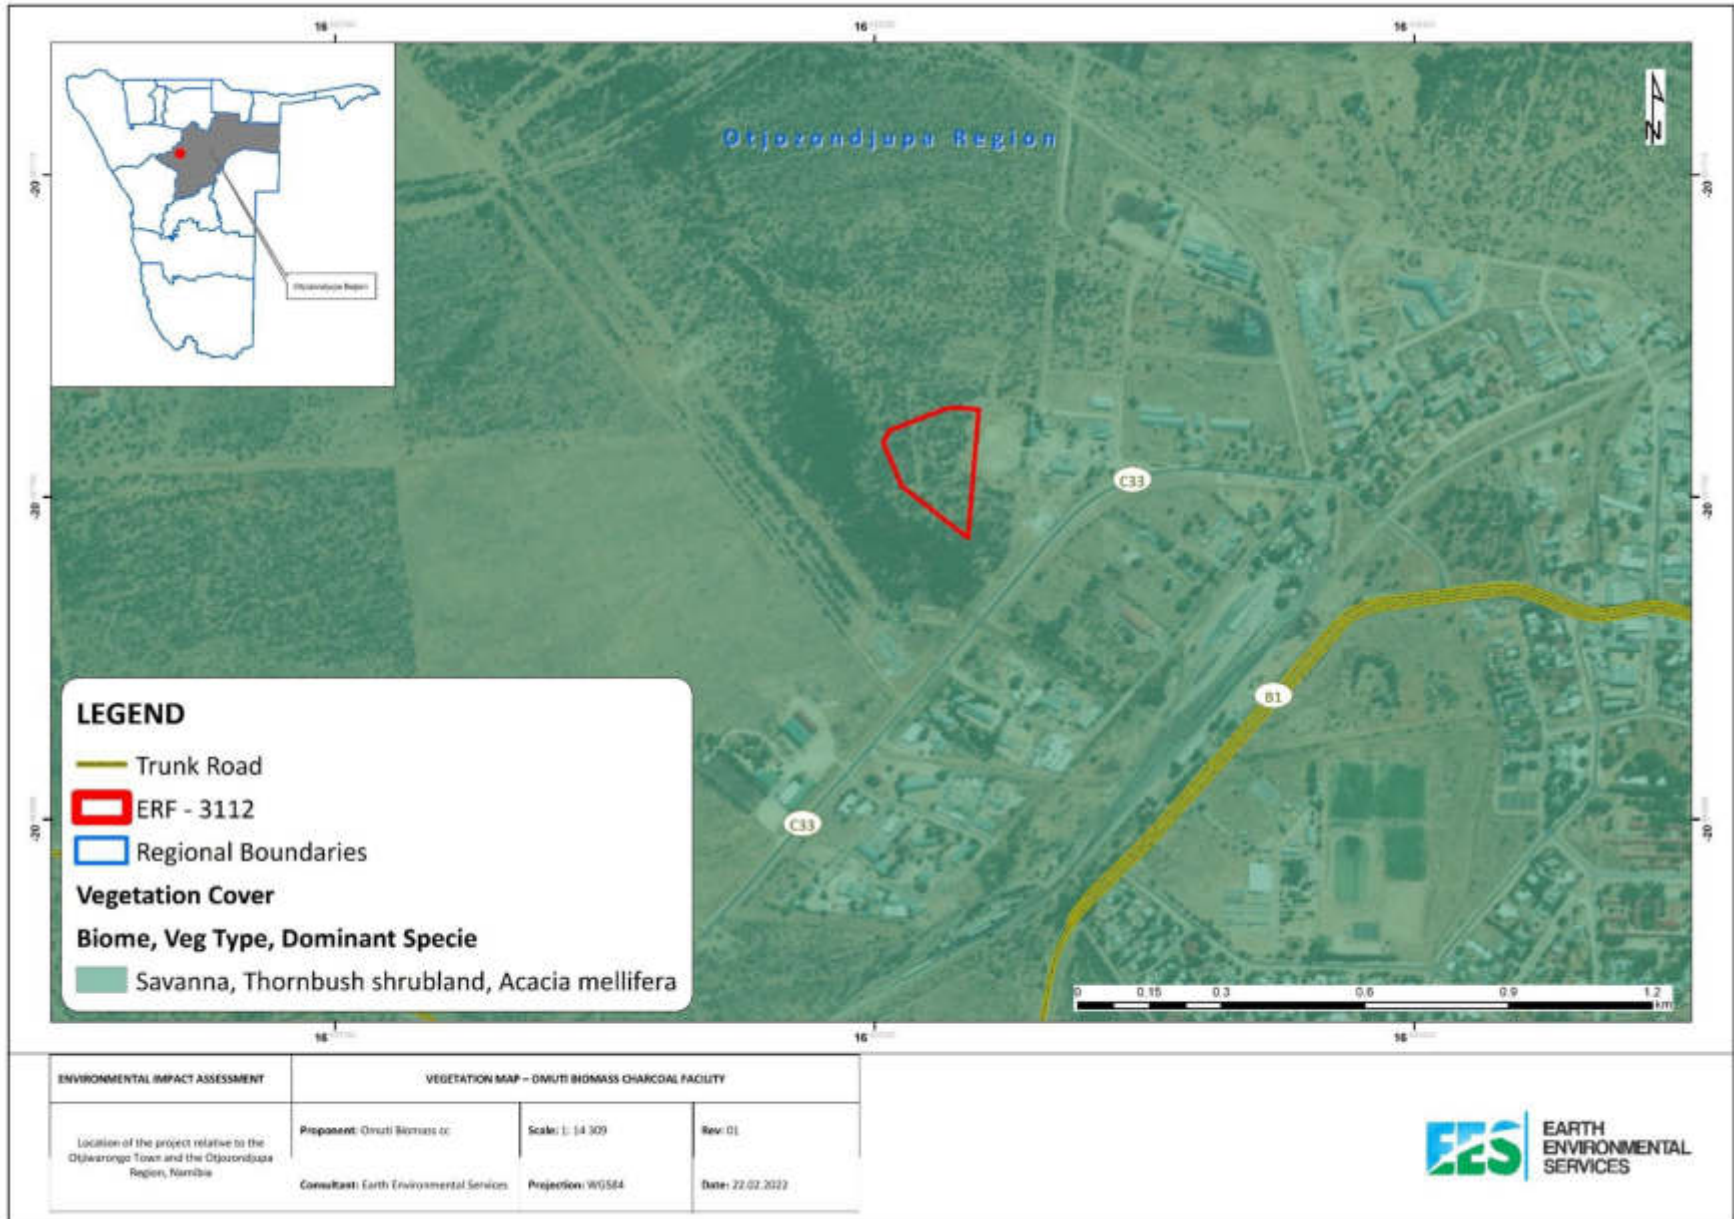 16
16
16
Otjozondjupa Region
N
-20
-20
Otjozondjupa Region
-20
-20
C33
B1
C33
LEGEND
Trunk Road
ERF - 3112
Regional Boundaries
Vegetation Cover
Biome, Veg Type, Dominant Specie
Savanna, Thornbush shrubland, Acacia mellifera
-20
-20
0 0.15 0.3 0.6 0.9 1.2
km
16
16
16
ENVIRONMENTAL IMPACT ASSESSMENT
VEGETATION MAP – OMUTI BIOMASS CHARCOAL FACILITY
Location of the project relative to the
Otjiwarongo Town and the Otjozondjupa
Region, Namibia
Proponent: Omuti Biomass cc
Scale: 1: 14 309
Rev: 01
Consultant: Earth Environmental Services
Projection: WGS84
Date: 22.02.2022
EES
EARTH
ENVIRONMENTAL
SERVICES